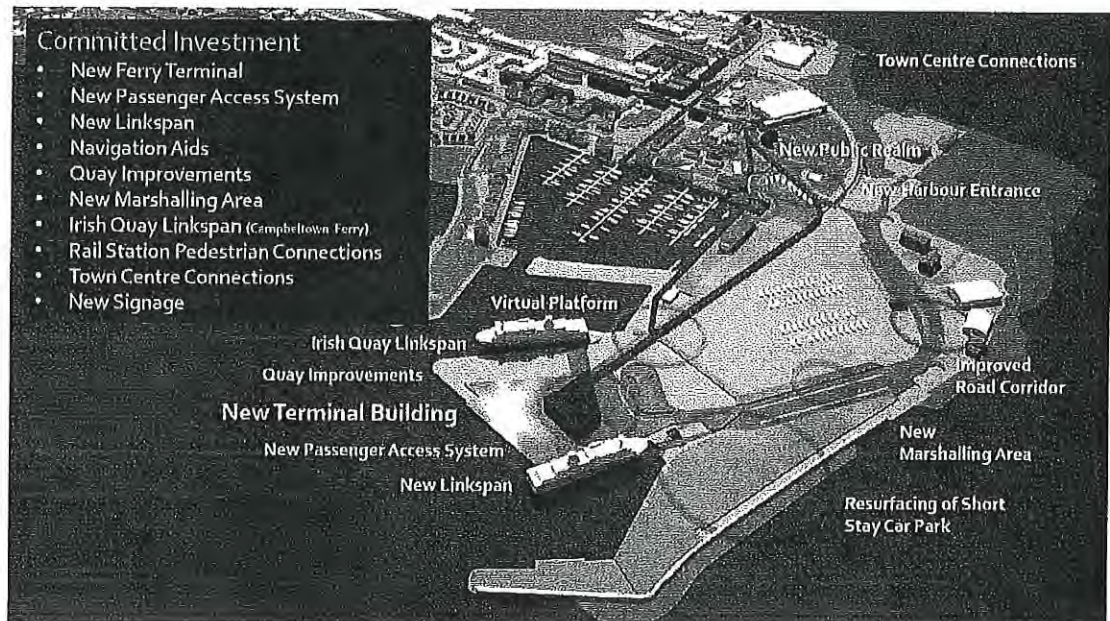 Committed Investment
• New Ferry Terminal
• New Passenger Access System
• New Linkspan
• Navigation Aids
• Quay Improvements
• New Marshalling Area
• Irish Quay Linkspan (Campbeltown Ferry)
• Rail Station Pedestrian Connections
• Town Centre Connections
• New Signage
Town Centre Connections
New Public Realm
New Harbour Entrance
Virtual Platform
Irish Quay Linkspan
Quay Improvements
New Terminal Building
New Passenger Access System
New Linkspan
Improved
Road Corridor
New
Marshalling Area
Resurfacing of Short
Stay Car Park